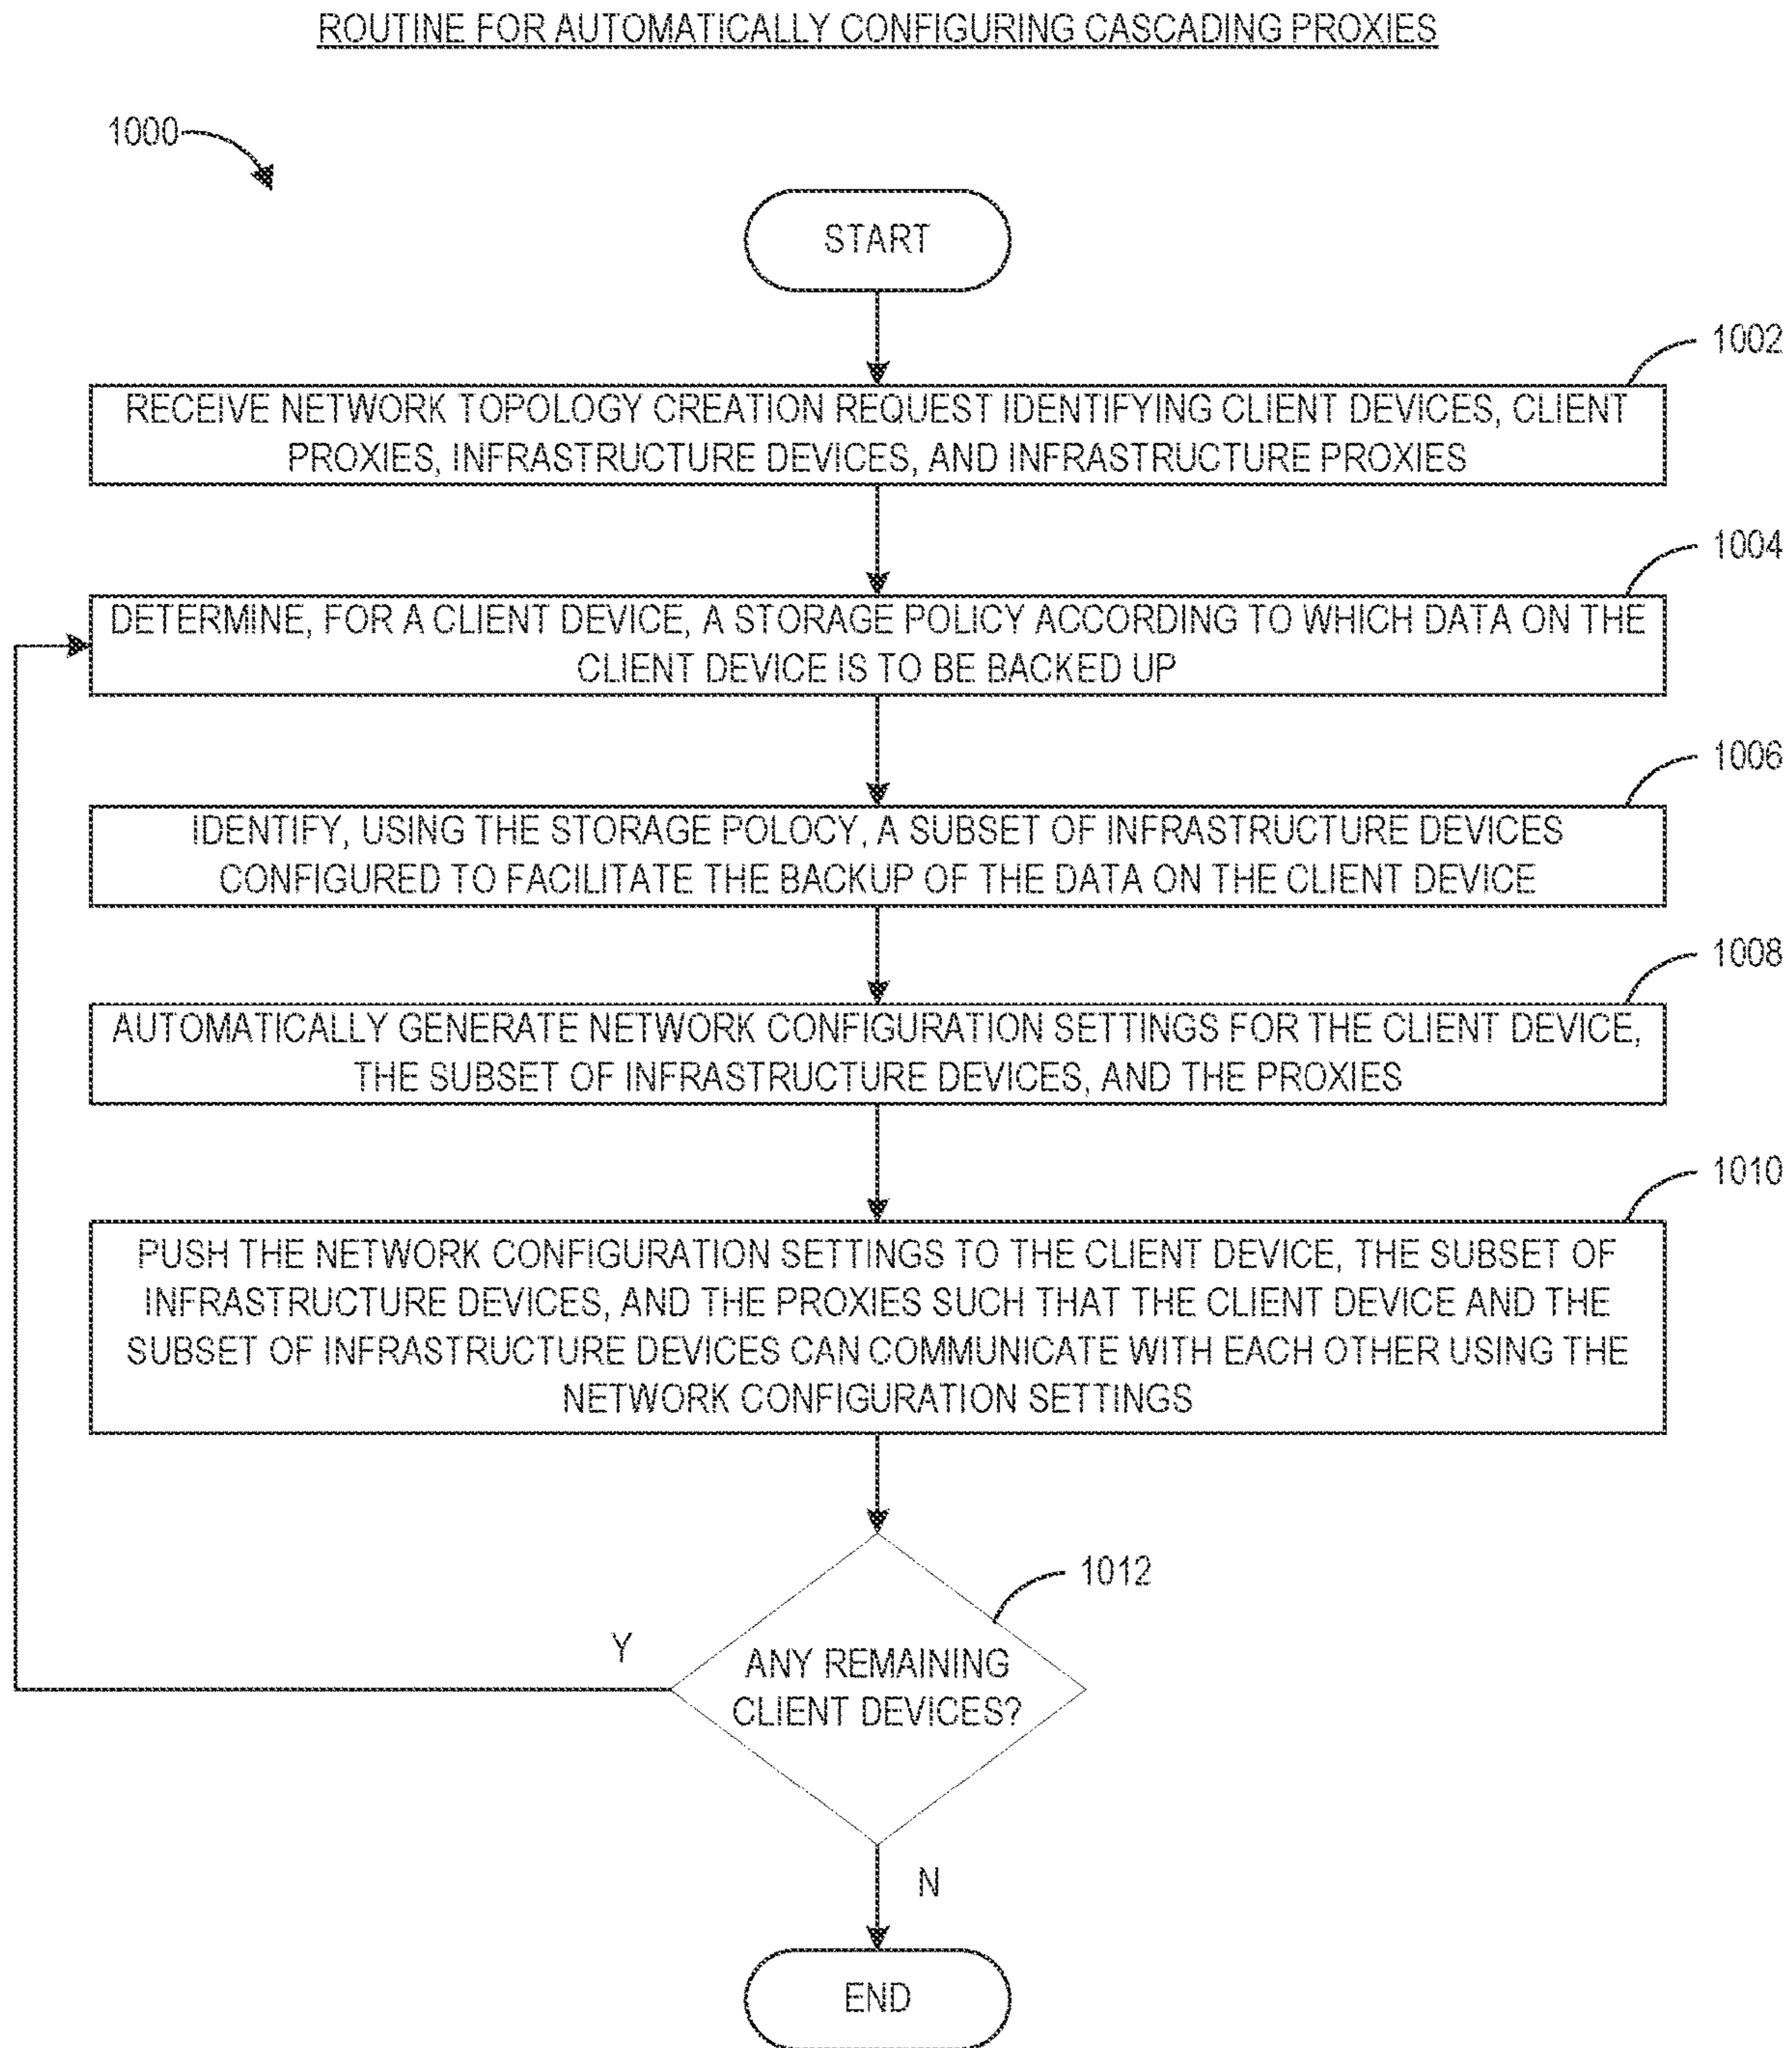 ROUTINE FOR AUTOMATICALLY CONFIGURING CASCADING PROXIES
1000
START
1002
RECEIVE NETWORK TOPOLOGY CREATION REQUEST IDENTIFYING CLIENT DEVICES, CLIENT
PROXIES, INFRASTRUCTURE DEVICES, AND INFRASTRUCTURE PROXIES
1004
DETERMINE, FOR A CLIENT DEVICE, A STORAGE POLICY ACCORDING TO WHICH DATA ON THE
CLIENT DEVICE IS TO BE BACKED UP
1006
IDENTIFY, USING THE STORAGE POLOCY, A SUBSET OF INFRASTRUCTURE DEVICES
CONFIGURED TO FACILITATE THE BACKUP OF THE DATA ON THE CLIENT DEVICE
1008
AUTOMATICALLY GENERATE NETWORK CONFIGURATION SETTINGS FOR THE CLIENT DEVICE,
THE SUBSET OF INFRASTRUCTURE DEVICES, AND THE PROXIES
1010
PUSH THE NETWORK CONFIGURATION SETTINGS TO THE CLIENT DEVICE, THE SUBSET OF
INFRASTRUCTURE DEVICES, AND THE PROXIES SUCH THAT THE CLIENT DEVICE AND THE
SUBSET OF INFRASTRUCTURE DEVICES CAN COMMUNICATE WITH EACH OTHER USING THE
NETWORK CONFIGURATION SETTINGS
1012
Y
ANY REMAINING
CLIENT DEVICES?
N
END